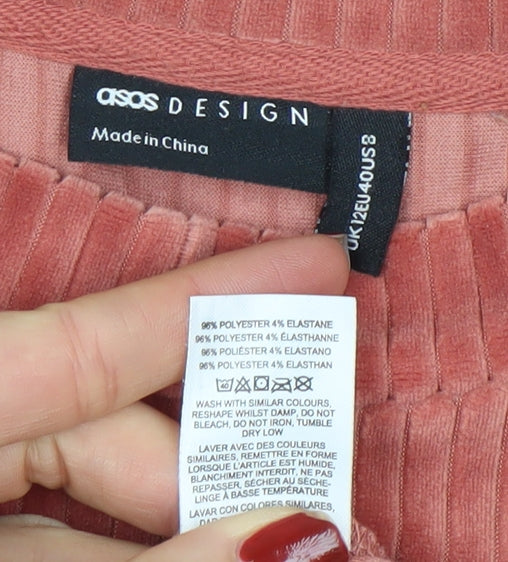 asos DESIGN
Made in China
UK12EU40US8
96% POLYESTER 4% ELASTANE
96% POLYESTER 4% ÉLASTHANNE
96% POLIÉSTER 4% ELASTANO
96% POLYESTER 4% ELASTHAN
40
WASH WITH SIMILAR COLOURS,
RESHAPE WHILST DAMP, DO NOT
BLEACH, DO NOT IRON, TUMBLE
DRY LOW
LAVER AVEC DES COULEURS
SIMILAIRES, REMETTRE EN FORME
LORSQUE L'ARTICLE EST HUMIDE,
BLANCHIMENT INTERDIT, NE PAS
REPASSER, SÉCHER AU SÈCHE-
LINGE À BASSE TEMPÉRATURE
LAVAR CON COLORES SIMILARES,